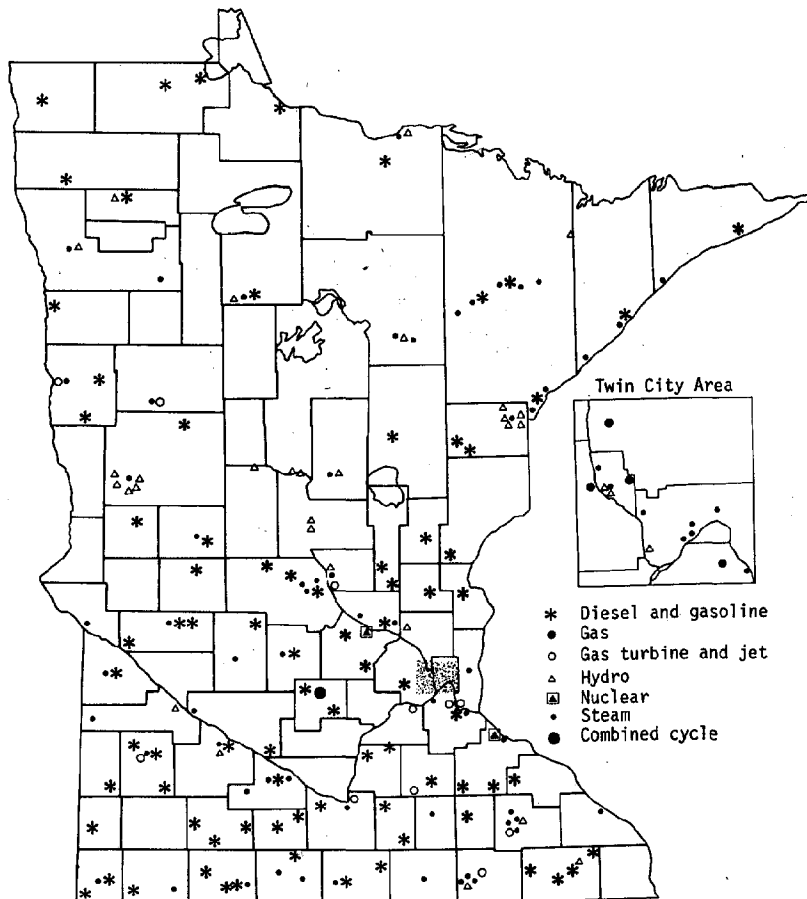 Twin City Area
Diesel and gasoline
Gas
Gas turbine and jet
Hydro
Nuclear
Steam
Combined cycle